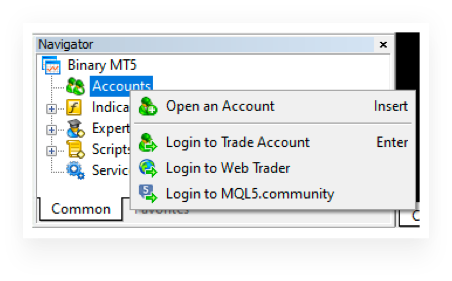 Navigator
Binary MT5
Accounts
Open an Account Insert
Indica
Expert
Login to Trade Account Enter
Scripts
Login to Web Trader
Servic
Login to MQL5.community
Common